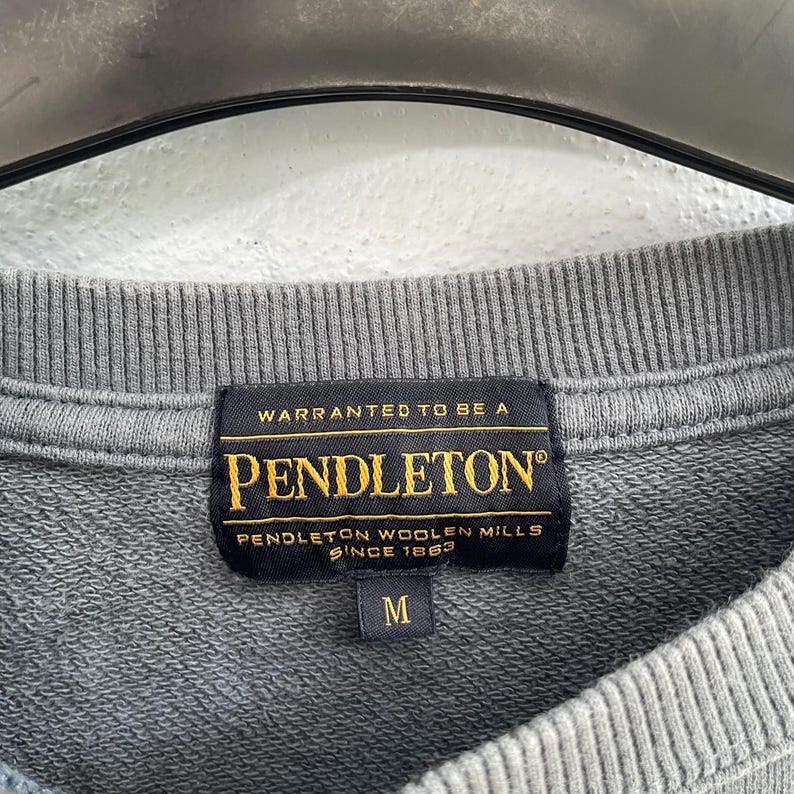 WARRANTED TO BE A
PENDLETON®
PENDLETON WOOLEN MILLS
SINCE 1863
M